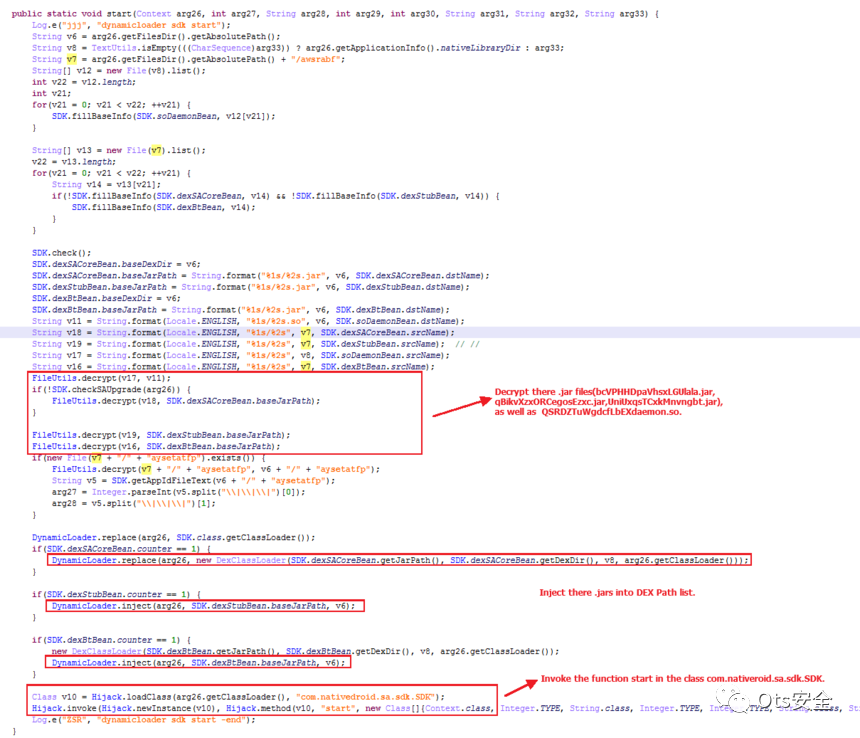 public static void start(Context arg26, int arg27, String arg28, int arg29, int arg30, String arg31, String arg32, String arg33) {
Log.e("jjj", "dynamicloader sdk start");
String v6 = arg26.getFilesDir().getAbsolutePath();
String v8 = TextUtils.isEmpty(((CharSequence)arg33)) ? arg26.getApplicationInfo().nativeLibraryDir : arg33;
String v7 = arg26.getFilesDir().getAbsolutePath() + "/awsrabf";
String[] v12 = new File(v8).list();
int v22 = v12.length;
int v21;
for(v21 = 0; v21 < v22; ++v21) {
SDK.fillBaseInfo(SDK.soDaemonBean, v12[v21]);
}
String[] v13 = new File(v7).list();
v22 = v13.length;
for(v21 = 0; v21 < v22; ++v21) {
String v14 = v13[v21];
if(!SDK.fillBaseInfo(SDK.dexSACoreBean, v14) && !SDK.fillBaseInfo(SDK.dexStubBean, v14)) {
SDK.fillBaseInfo(SDK.dexBtBean, v14);
}
}
SDK.check();
SDK.dexSACoreBean.baseDexDir = v6;
SDK.dexSACoreBean.baseJarPath = String.format("%1s/%2s.jar", v6, SDK.dexSACoreBean.dstName);
SDK.dexStubBean.baseJarPath = String.format("%1s/%2s.jar", v6, SDK.dexStubBean.dstName);
SDK.dexBtBean.baseDexDir = v6;
SDK.dexBtBean.baseJarPath = String.format("%1s/%2s.jar", v6, SDK.dexBtBean.dstName);
String v11 = String.format(Locale.ENGLISH, "%1s/%2s.so", v6, SDK.soDaemonBean.dstName);
String v18 = String.format(Locale.ENGLISH, "%1s/%2s", v7, SDK.dexSACoreBean.srcName);
String v19 = String.format(Locale.ENGLISH, "%1s/%2s", v7, SDK.dexStubBean.srcName); // //
String v17 = String.format(Locale.ENGLISH, "%1s/%2s", v8, SDK.soDaemonBean.srcName);
String v16 = String.format(Locale.ENGLISH, "%1s/%2s", v7, SDK.dexBtBean.srcName);
FileUtils.decrypt(v17, v11);
if(!SDK.checkSAUpgrade(arg26)) {
FileUtils.decrypt(v18, SDK.dexSACoreBean.baseJarPath);
}
Decrypt there .jar files(bcVPHHDpaVhsxLGUlala.jar,
qBikvXzxORCegosEzxc.jar,UniUxqsTCxkMnvngbt.jar),
as well as QSRDZTuWgdcfLbEXdaemon.so.
FileUtils.decrypt(v19, SDK.dexStubBean.baseJarPath);
FileUtils.decrypt(v16, SDK.dexBtBean.baseJarPath);
if(new File(v7 + "/" + "aysetatfp").exists()) {
FileUtils.decrypt(v7 + "/" + "aysetatfp", v6 + "/" + "aysetatfp");
String v5 = SDK.getAppIdFileText(v6 + "/" + "aysetatfp");
arg27 = Integer.parseInt(v5.split("\\|\\|\\|")[0]);
arg28 = v5.split("\\|\\|\\|")[1];
}
DynamicLoader.replace(arg26, SDK.class.getClassLoader());
if(SDK.dexSACoreBean.counter == 1) {
DynamicLoader.replace(arg26, new DexClassLoader(SDK.dexSACoreBean.getJarPath(), SDK.dexSACoreBean.getDexDir(), v8, arg26.getClassLoader()));
}
if(SDK.dexStubBean.counter == 1) {
DynamicLoader.inject(arg26, SDK.dexStubBean.baseJarPath, v6);
}
Inject there .jars into DEX Path list.
if(SDK.dexBtBean.counter == 1) {
new DexClassLoader(SDK.dexBtBean.getJarPath(), SDK.dexBtBean.getDexDir(), v8, arg26.getClassLoader());
DynamicLoader.inject(arg26, SDK.dexBtBean.baseJarPath, v6);
}
Invoke the function start in the class com.nativeroid.sa.sdk.SDK.
Class v10 = Hijack.loadClass(arg26.getClassLoader(), "com.nativedroid.sa.sdk.SDK");
Hijack.invoke(Hijack.newInstance(v10), Hijack.method(v10, "start", new Class[]{Context.class, Integer.TYPE, String.class, Integer.TYPE, String.class, St
Log.e("ZSR", "dynamicloader sdk start -end");
}
Qts安全